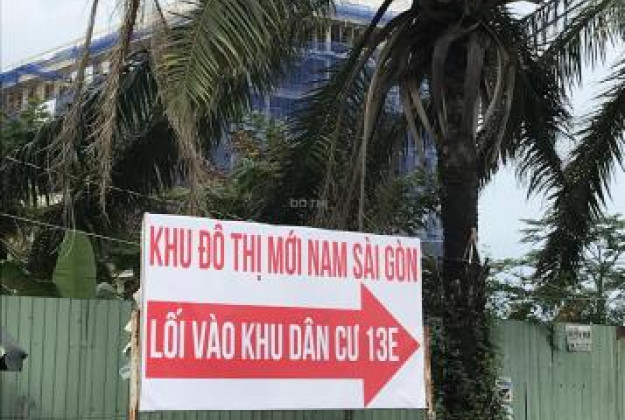 KHU ĐÔ THỊ MỚI NAM SÀI GÒN
LỐI VÀO KHU DÂN CƯ 13E